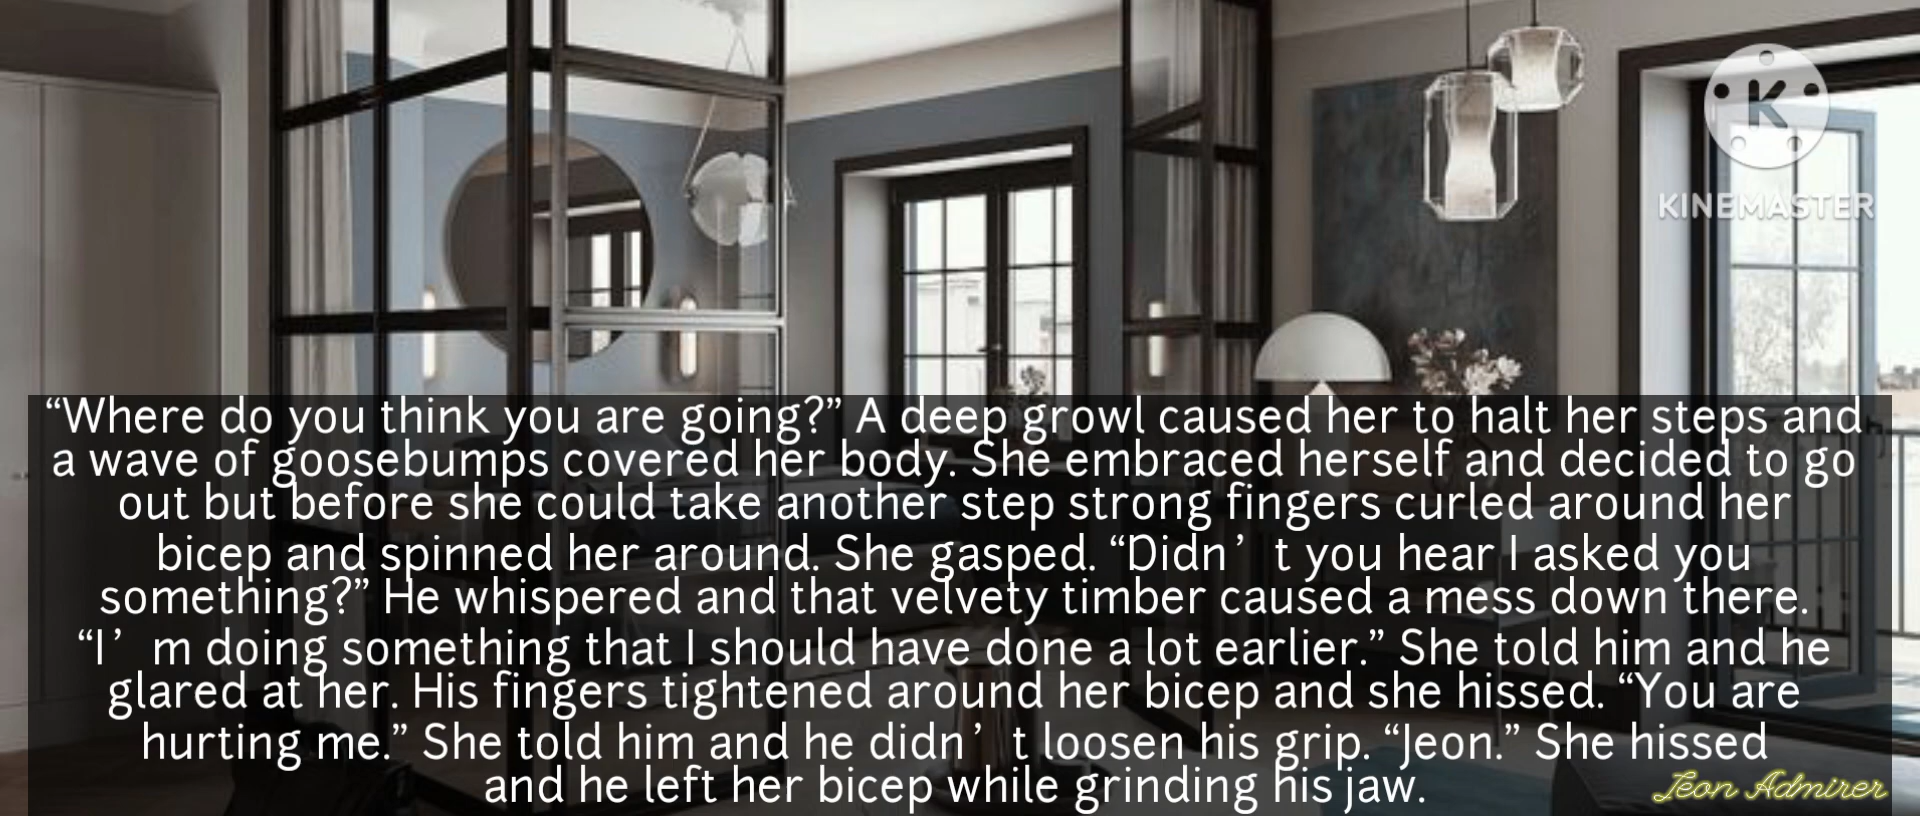 KINEMASTER
“Where do you think you are going?” A deep growl caused her to halt her steps and
a wave of goosebumps covered her body. She embraced herself and decided to go
out but before she could take another step strong fingers curled around her
bicep and spinned her around. She gasped. “Didn’t you hear I asked you
something?” He whispered and that velvety timber caused a mess down there.
“I’m doing something that I should have done a lot earlier.” She told him and he
glared at her. His fingers tightened around her bicep and she hissed. “You are
hurting me.” She told him and he didn’t loosen his grip. “Jeon.” She hissed
and he left her bicep while grinding his jaw.
Jeon Admirer